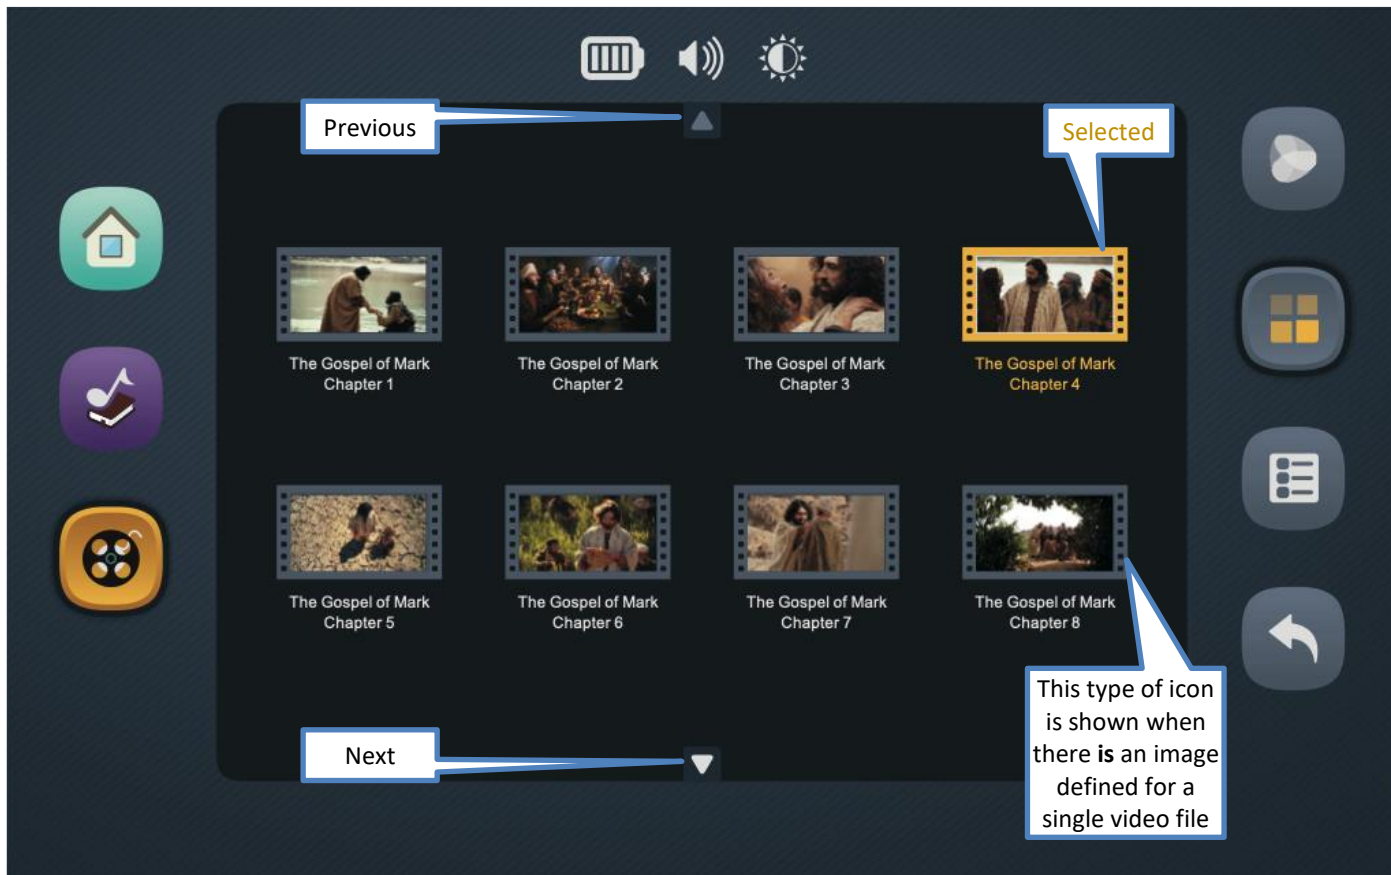 Previous
Selected
The Gospel of Mark
Chapter 1
The Gospel of Mark
Chapter 2
The Gospel of Mark
Chapter 3
The Gospel of Mark
Chapter 4
The Gospel of Mark
Chapter 5
The Gospel of Mark
Chapter 6
The Gospel of Mark
Chapter 7
The Gospel of Mark
Chapter 8
This type of icon
is shown when
there is an image
defined for a
single video file
Next